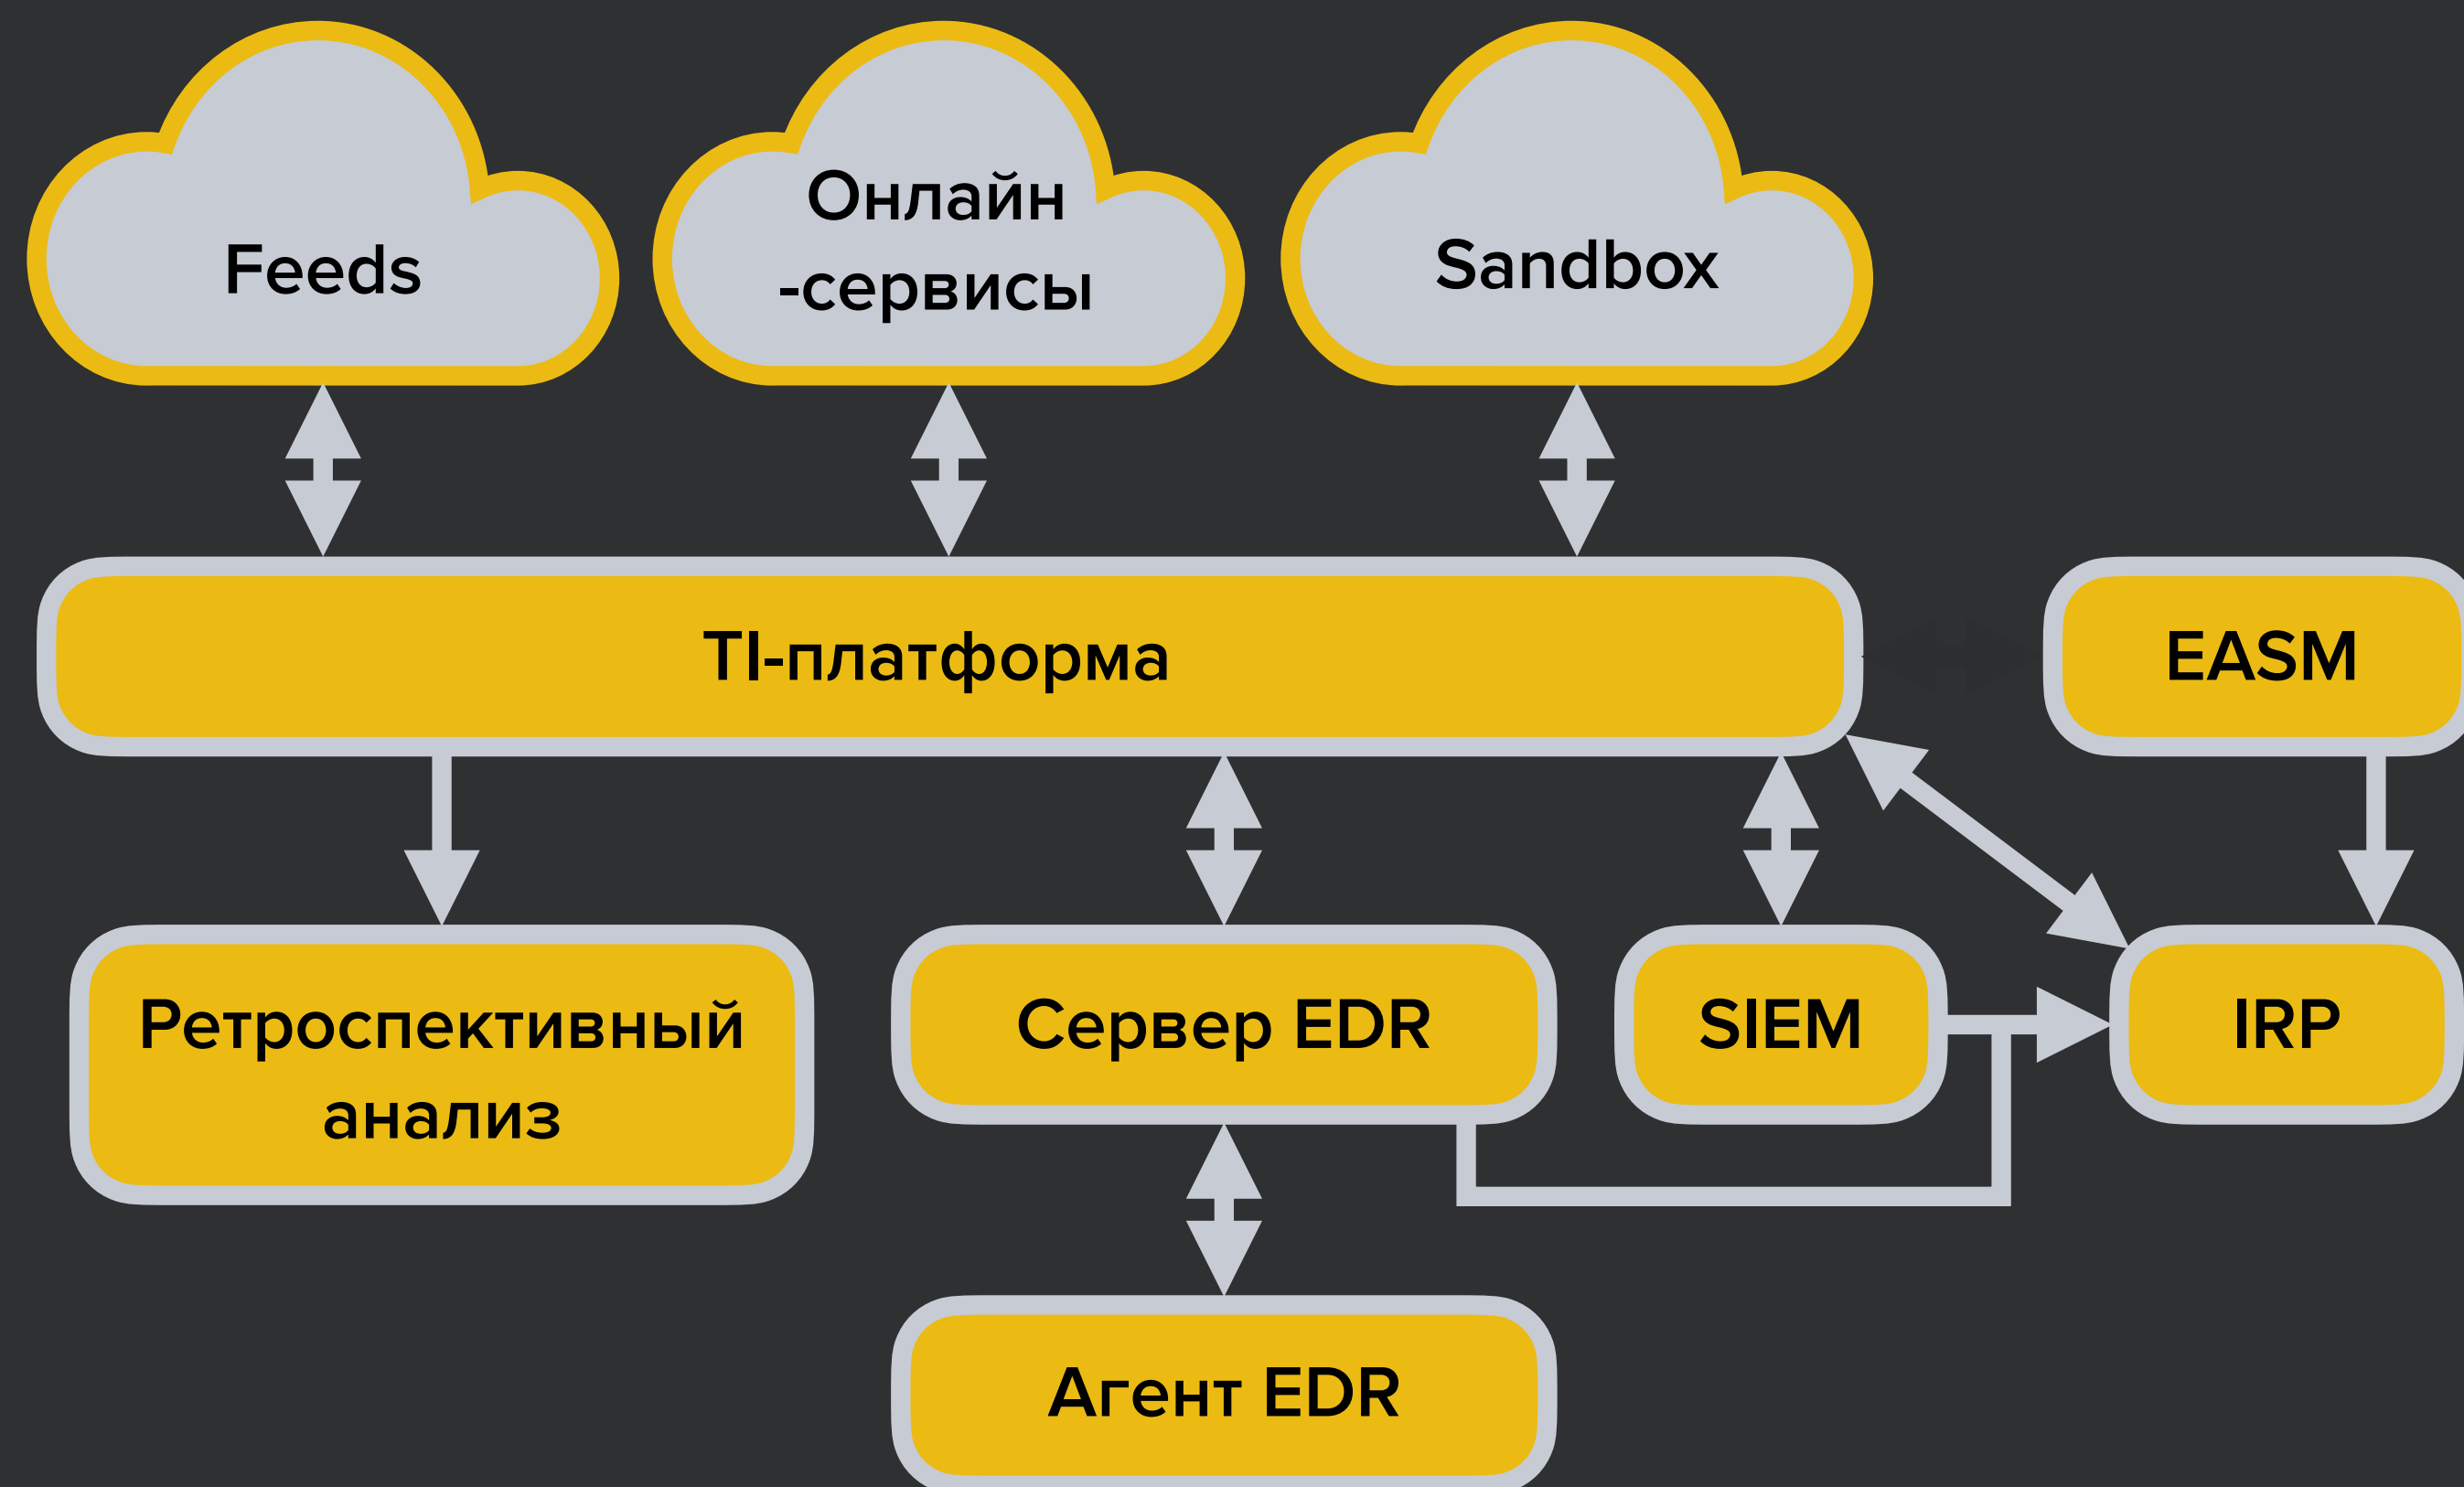 Feeds
Онлайн
-сервисы
Sandbox
TI-платформа
EASM
Ретроспективный
анализ
Сервер EDR
SIEM
IRP
Агент EDR